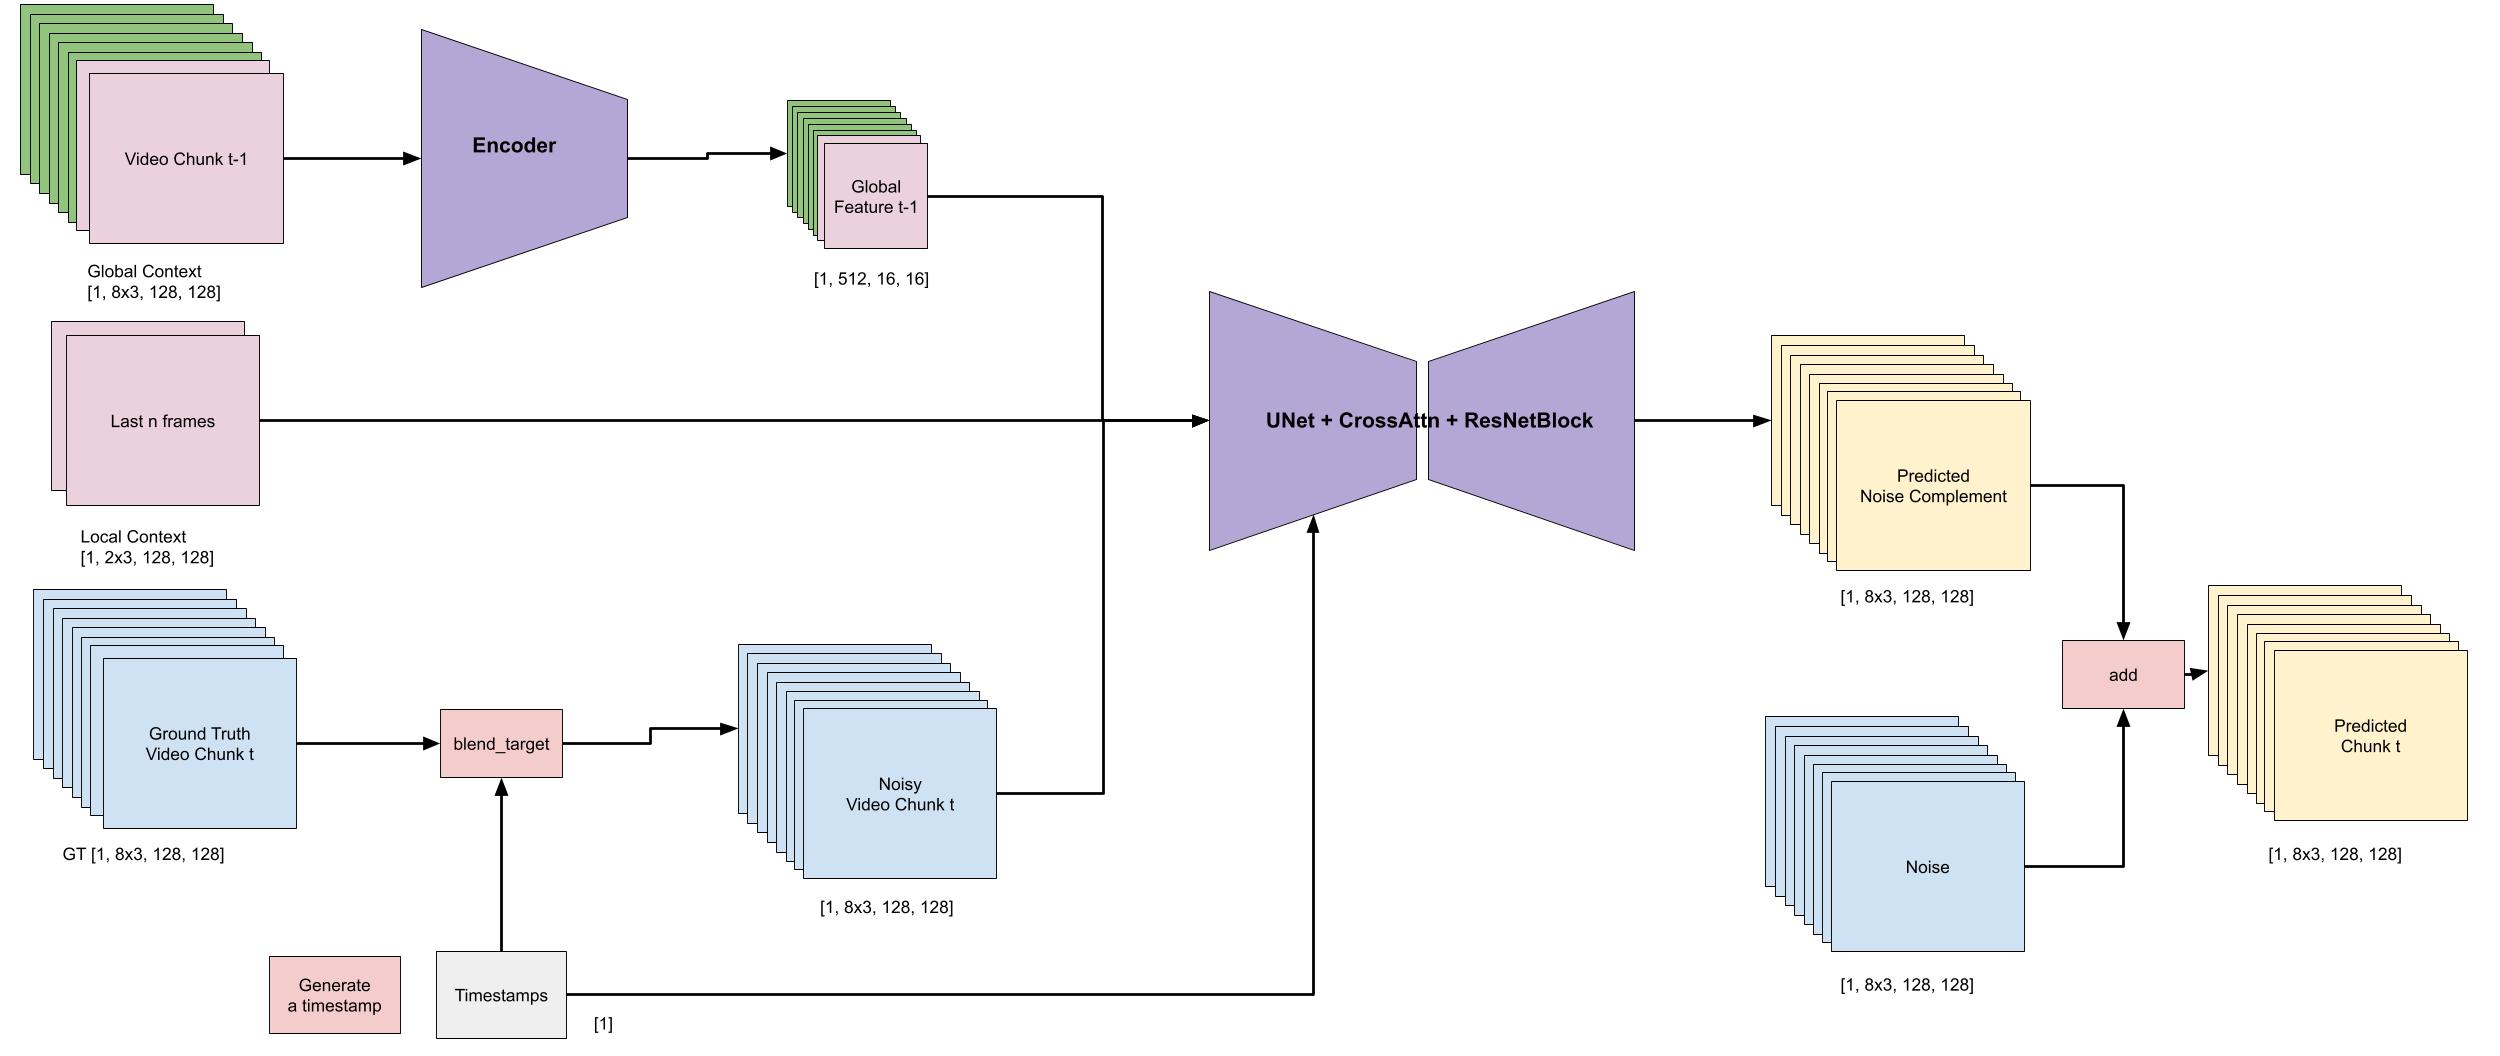 Video Chunk t-1
Global Context
[1, 8x3, 128, 128]
Encoder
Global
Feature t-1
[1, 512, 16, 16]
Last n frames
Local Context
[1, 2x3, 128, 128]
UNet + CrossAttn + ResNetBlock
Predicted
Noise Complement
[1, 8x3, 128, 128]
Ground Truth
Video Chunk t
GT [1, 8x3, 128, 128]
blend_target
Noisy
Video Chunk t
[1, 8x3, 128, 128]
add
Predicted
Chunk t
[1, 8x3, 128, 128]
Noise
[1, 8x3, 128, 128]
Generate
a timestamp
Timestamps
[1]